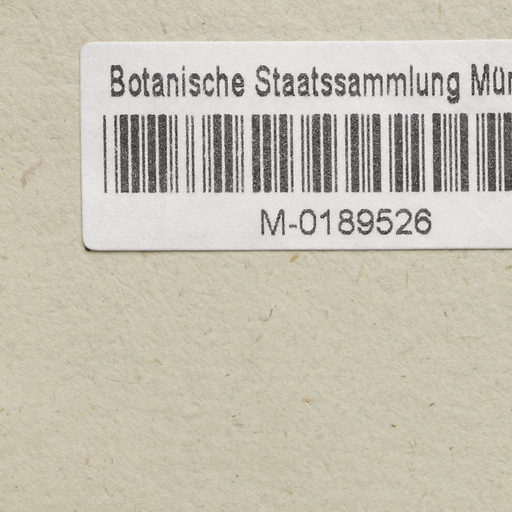 Botanische Staatssammlung Mün
M-0189526